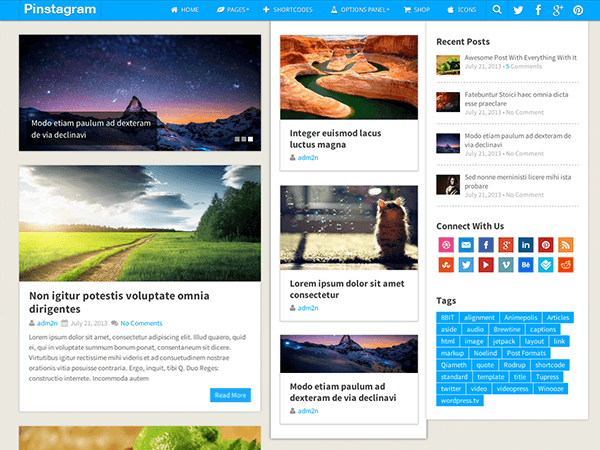 Pinstagram
HOME
PAGES
SHORTCODES
OPTIONS PANEL
SHOP
ICONS
Modo etiam paulum ad dexteram
de via declinavi
Non igitur potestis voluptate omnia
dirigentes
adm2n July 21, 2013 No Comments
Lorem ipsum dolor sit amet, consectetur adipiscing elit. Illud quaero, quid
ei, qui in voluptate summum bonum ponat, consentaneum sit dicere.
Virtutibus igitur rectissime mihi videris et ad consuetudinem nostrae
orationis vitia posuisse contraria. Ergo, inquit, tibi Q. Duo Reges:
constructio interrete. Incommoda autem
Read More
Integer euismod lacus
luctus magna
adm2n
Lorem ipsum dolor sit amet
consectetur
adm2n
Modo etiam paulum ad
dexteram de via declinavi
adm2n
Recent Posts
Awesome Post With Everything With It
July 21, 2013 • 5 Comments
Fatebuntur Stoici haec omnia dicta
esse praeclare
July 21, 2013 • No Comment
Modo etiam paulum ad dexteram de
via declinavi
July 21, 2013 • No Comment
Sed nonne merninisti licere mihi ista
probare
July 21, 2013 • No Comment
Connect With Us
Tags
8BIT alignment Animepolis Articles
aside audio Brewtine captions
html image jetpack layout link
markup Noelind Post Formats
Qiameth quote Rodrup shortcode
standard template title Tupress
twitter video videopress Winooze
wordpress.tv